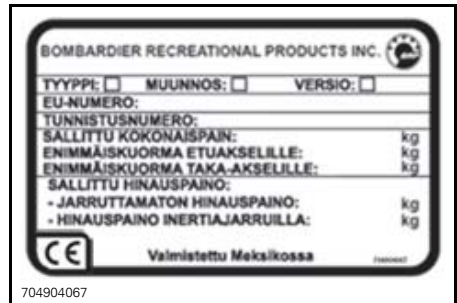 BOMBARDIER RECREATIONAL PRODUCTS INC.
TYYPPI: MUUNNOS: VERSIO:
EU-NUMERO:
TUNNISTUSNUMERO:
SALLITTU KOKONAISPAIN: kg
ENIMMÄISKUORMA ETUAKSELILLE: kg
ENIMMÄISKUORMA TAKA-AKSELILLE: kg
SALLITTU HINAUSPAINO:
- JARRUTTAMATON HINAUSPAINO: kg
- HINAUSPAINO INERTIAJARRUILLA: kg
CE Valmistettu Meksikossa
704904067